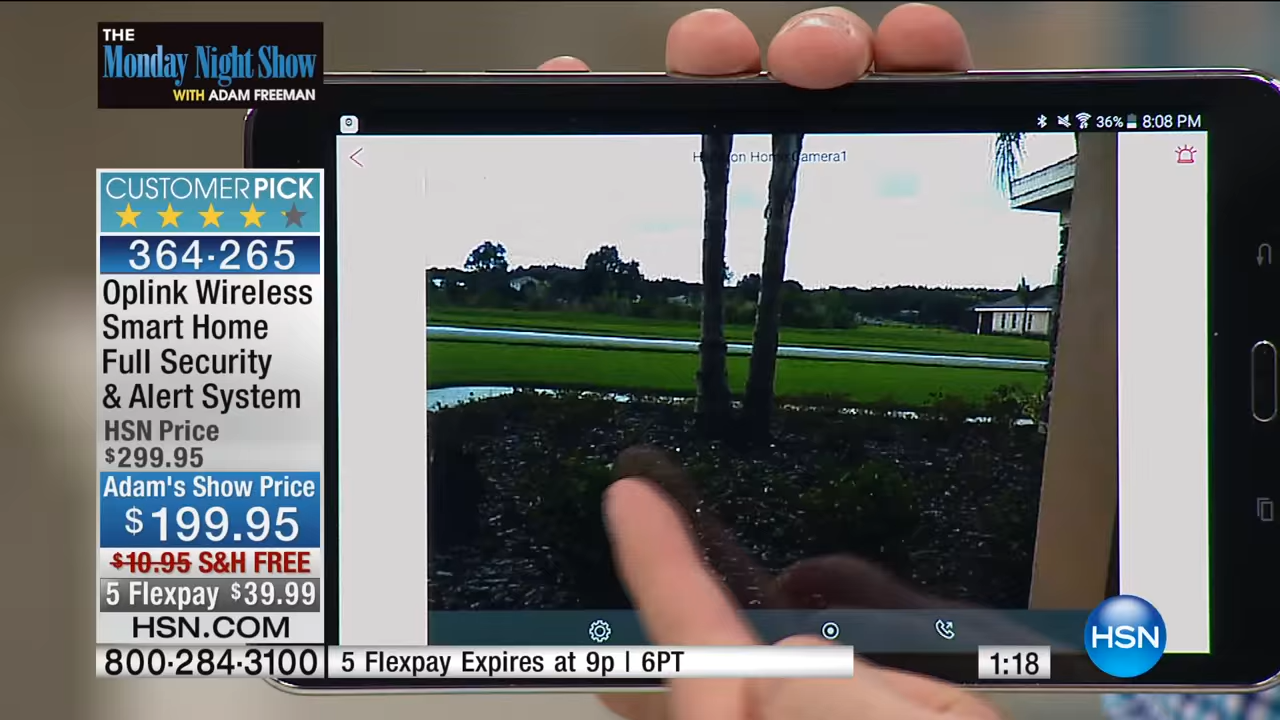 THE
Monday Night Show
WITH ADAM FREEMAN
CUSTOMER PICK
364-265
Oplink Wireless
Smart Home
Full Security
& Alert System
HSN Price
$299.95
Adam's Show Price
$199.95
$10.95 S&H FREE
5 Flexpay $39.99
HSN.COM
800-284-3100
5 Flexpay Expires at 9p | 6PT
1:18
HSN
36% 8:08 PM
Camera1